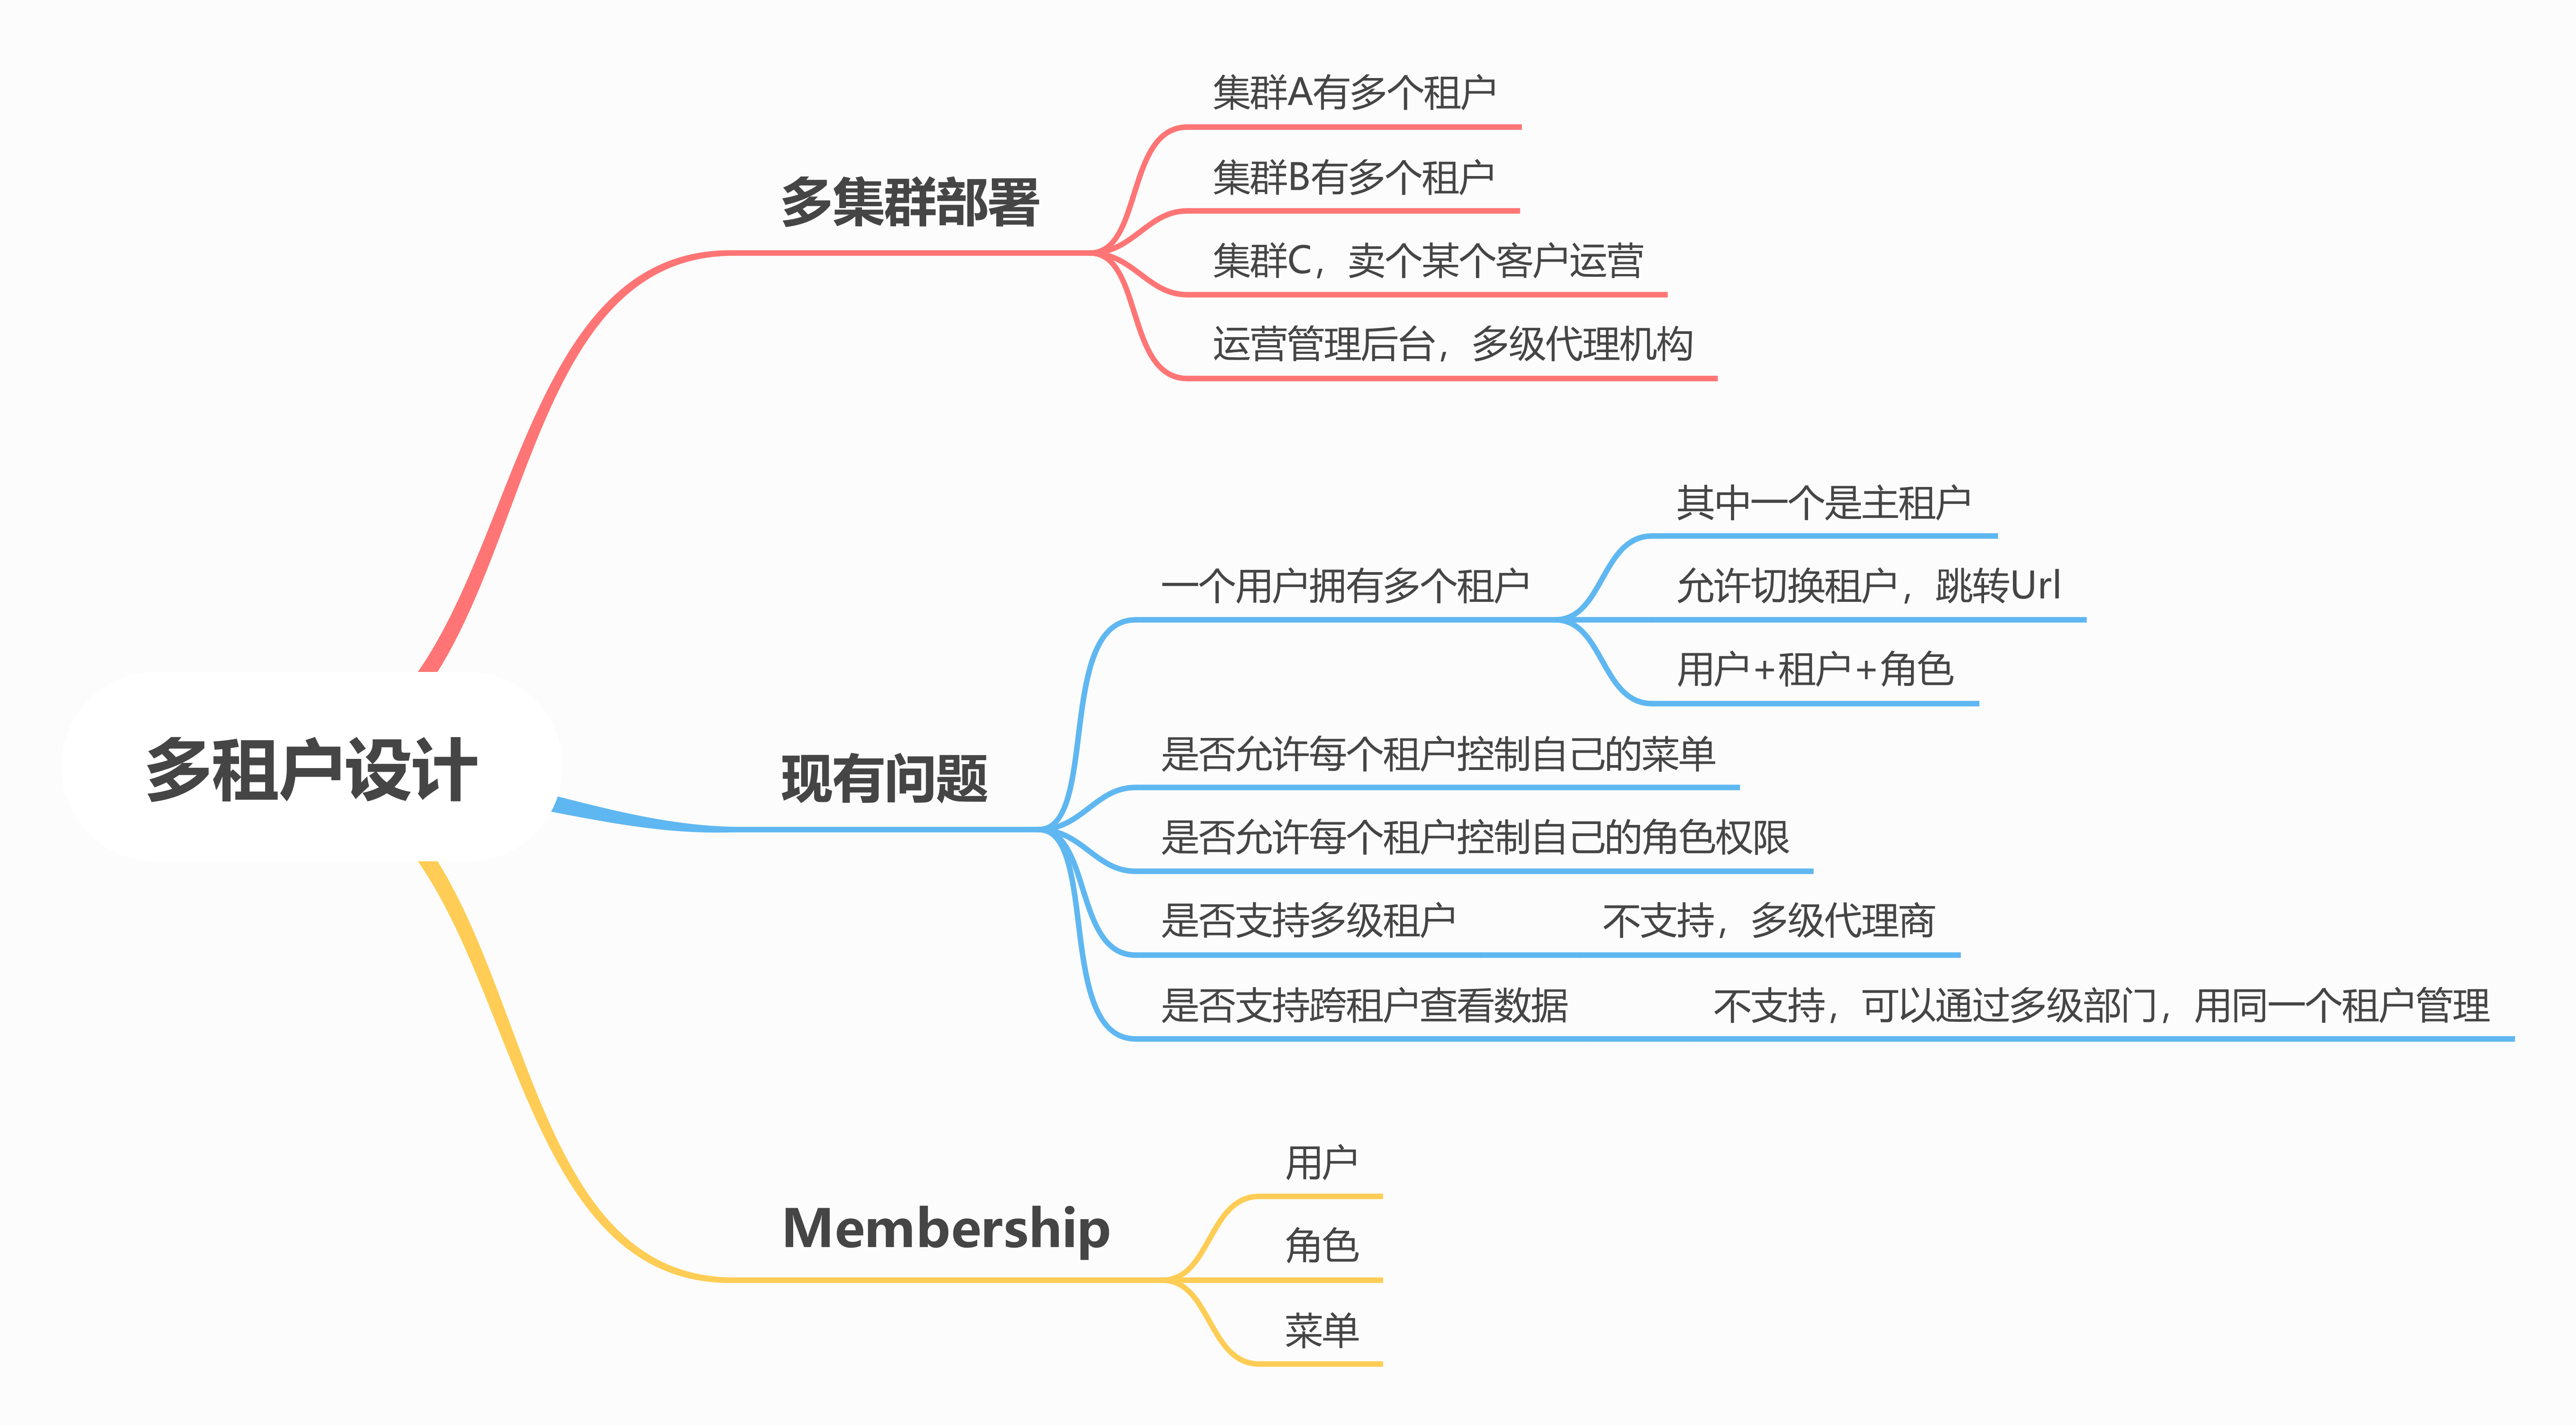 多租户设计
多集群部署
集群A有多个租户
集群B有多个租户
集群C，卖个某个客户运营
运营管理后台，多级代理机构
现有问题
一个用户拥有多个租户
其中一个是主租户
允许切换租户，跳转Url
用户+租户+角色
是否允许每个租户控制自己的菜单
是否允许每个租户控制自己的角色权限
是否支持多级租户 不支持，多级代理商
是否支持跨租户查看数据 不支持，可以通过多级部门，用同一个租户管理
Membership
用户
角色
菜单